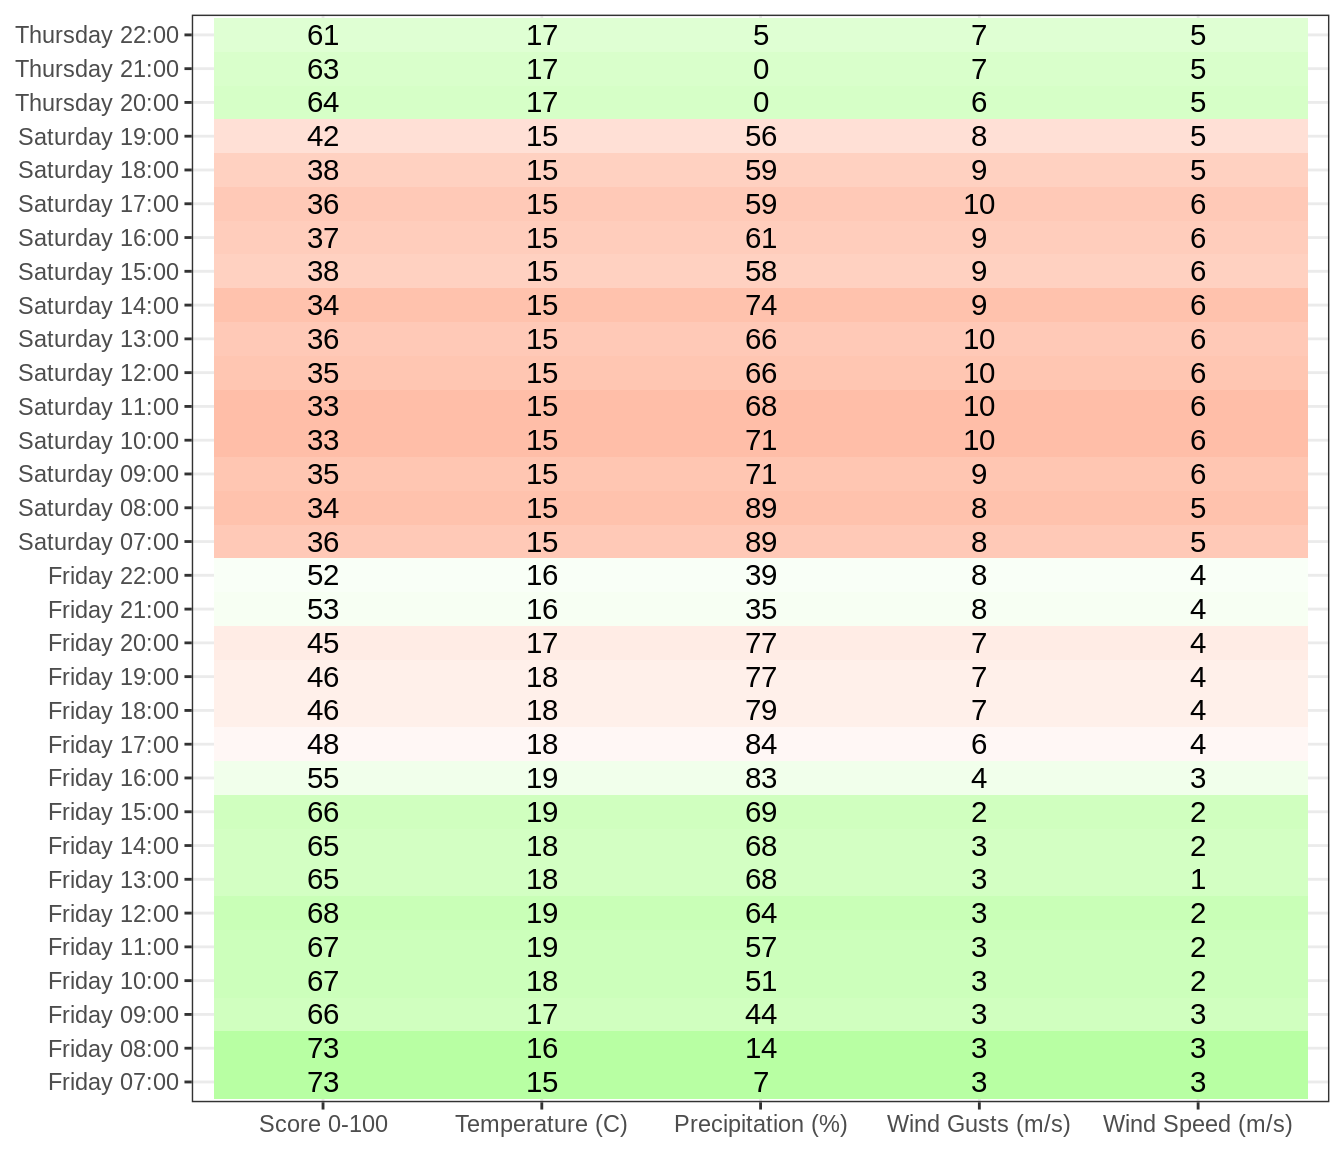 Thursday 22:00 61 17 5 7 5
Thursday 21:00 63 17 0 7 5
Thursday 20:00 64 17 0 6 5
Saturday 19:00 42 15 56 8 5
Saturday 18:00 38 15 59 9 5
Saturday 17:00 36 15 59 10 6
Saturday 16:00 37 15 61 9 6
Saturday 15:00 38 15 58 9 6
Saturday 14:00 34 15 74 9 6
Saturday 13:00 36 15 66 10 6
Saturday 12:00 35 15 66 10 6
Saturday 11:00 33 15 68 10 6
Saturday 10:00 33 15 71 10 6
Saturday 09:00 35 15 71 9 6
Saturday 08:00 34 15 89 8 5
Saturday 07:00 36 15 89 8 5
Friday 22:00 52 16 39 8 4
Friday 21:00 53 16 35 8 4
Friday 20:00 45 17 77 7 4
Friday 19:00 46 18 77 7 4
Friday 18:00 46 18 79 7 4
Friday 17:00 48 18 84 6 4
Friday 16:00 55 19 83 4 3
Friday 15:00 66 19 69 2 2
Friday 14:00 65 18 68 3 2
Friday 13:00 65 18 68 3 1
Friday 12:00 68 19 64 3 2
Friday 11:00 67 19 57 3 2
Friday 10:00 67 18 51 3 2
Friday 09:00 66 17 44 3 3
Friday 08:00 73 16 14 3 3
Friday 07:00 73 15 7 3 3
Score 0-100 Temperature (C) Precipitation (%) Wind Gusts (m/s) Wind Speed (m/s)